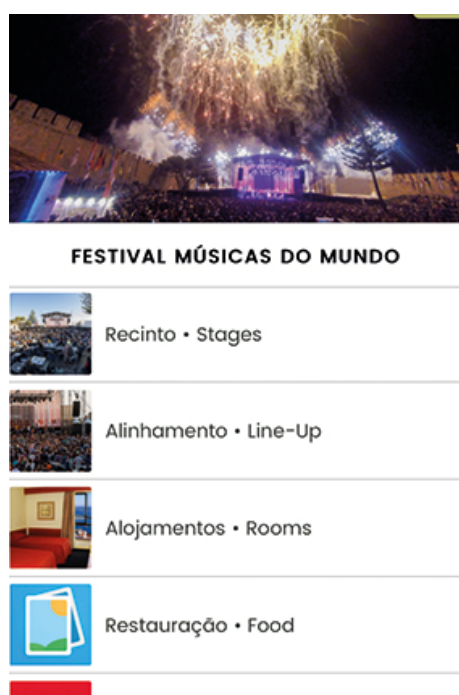 FESTIVAL MÚSICAS DO MUNDO
Recinto • Stages
Alinhamento • Line-Up
Alojamentos • Rooms
Restauração • Food